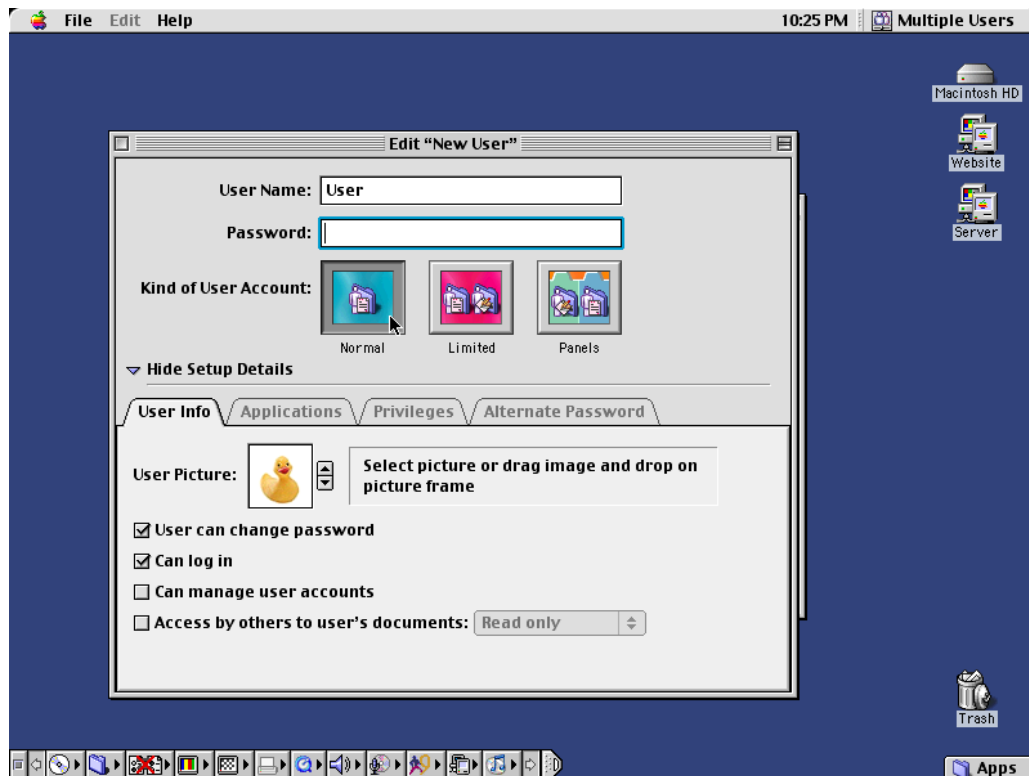 File Edit Help
10:25 PM Multiple Users
Macintosh HD
Website
Server
Edit “New User”
User Name: User
Password:
Kind of User Account:
Normal Limited Panels
Hide Setup Details
User Info Applications Privileges Alternate Password
User Picture:
Select picture or drag image and drop on
picture frame
User can change password
Can log in
Can manage user accounts
Access by others to user's documents: Read only
Trash
Apps